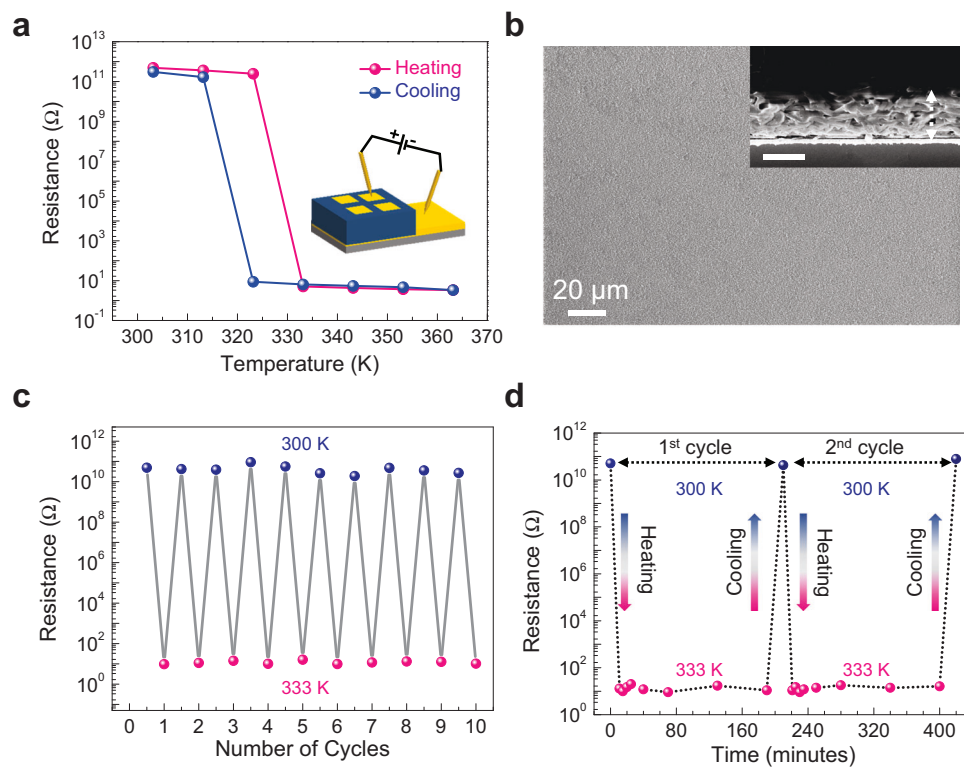 a
10^13
10^11
10^9
10^7
10^5
10^3
10^1
10^-1
Resistance (Ω)
Heating
Cooling
+ -
300 310 320 330 340 350 360 370
Temperature (K)
b
20 µm
c
10^12
10^10
10^8
10^6
10^4
10^2
10^0
Resistance (Ω)
300 K
333 K
0 1 2 3 4 5 6 7 8 9 10
Number of Cycles
d
10^12
10^10
10^8
10^6
10^4
10^2
10^0
Resistance (Ω)
1st cycle 2nd cycle
300 K 300 K
Heating
Cooling
Heating
Cooling
333 K 333 K
0 80 160 240 320 400
Time (minutes)